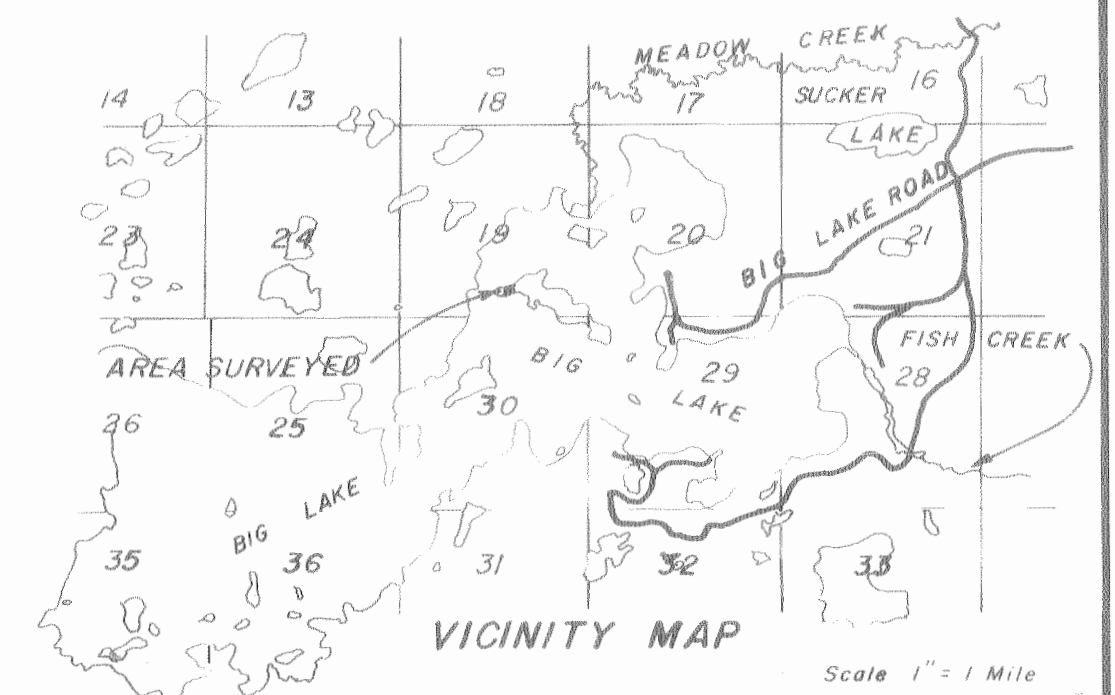 MEADOW CREEK
14 13 18 17 SUCKER 16
LAKE
BIG LAKE ROAD
23 24 19 20 21
AREA SURVEYED
BIG LAKE
FISH CREEK
29
28
30
26 25
BIG LAKE
35 36 31 32 33
VICINITY MAP
Scale 1" = 1 Mile